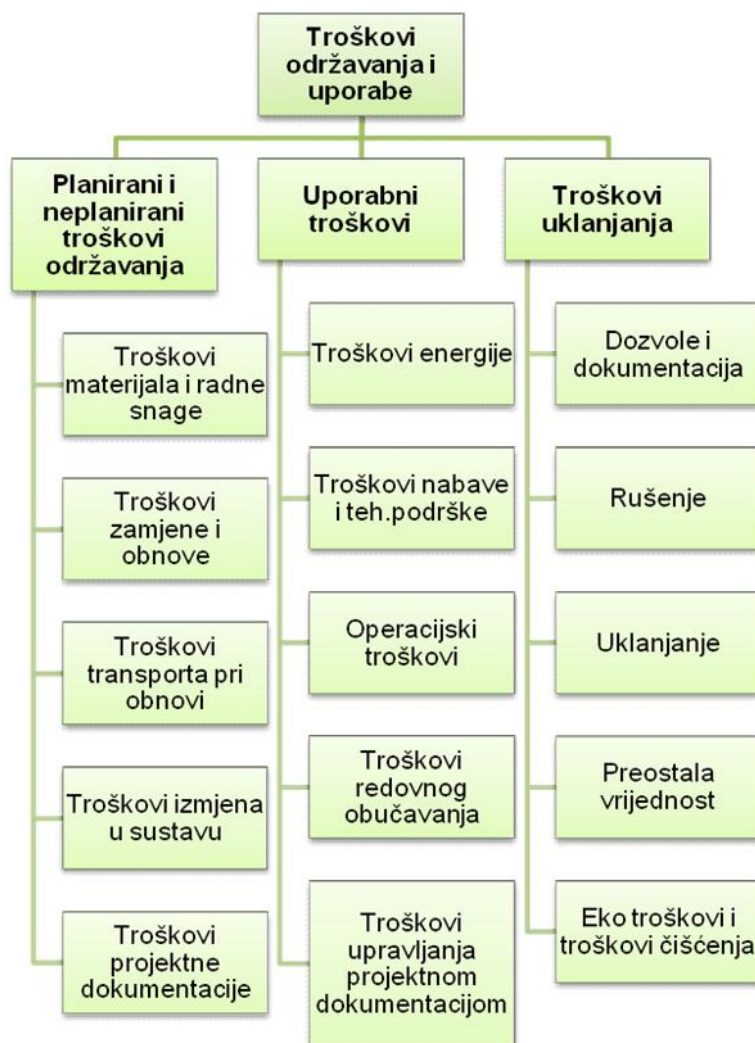 Troškovi
održavanja i
uporabe
Planirani i
neplanirani
troškovi
održavanja
Troškovi
materijala i radne
snage
Troškovi
zamjene i
obnove
Troškovi
transporta pri
obnovi
Troškovi izmjena
u sustavu
Troškovi
projektne
dokumentacije
Uporabni
troškovi
Troškovi energije
Troškovi nabave
i teh.podrške
Operacijski
troškovi
Troškovi
redovnog
obučavanja
Troškovi
upravljanja
projektnom
dokumentacijom
Troškovi
uklanjanja
Dozvole i
dokumentacija
Rušenje
Uklanjanje
Preostala
vrijednost
Eko troškovi i
troškovi čišćenja